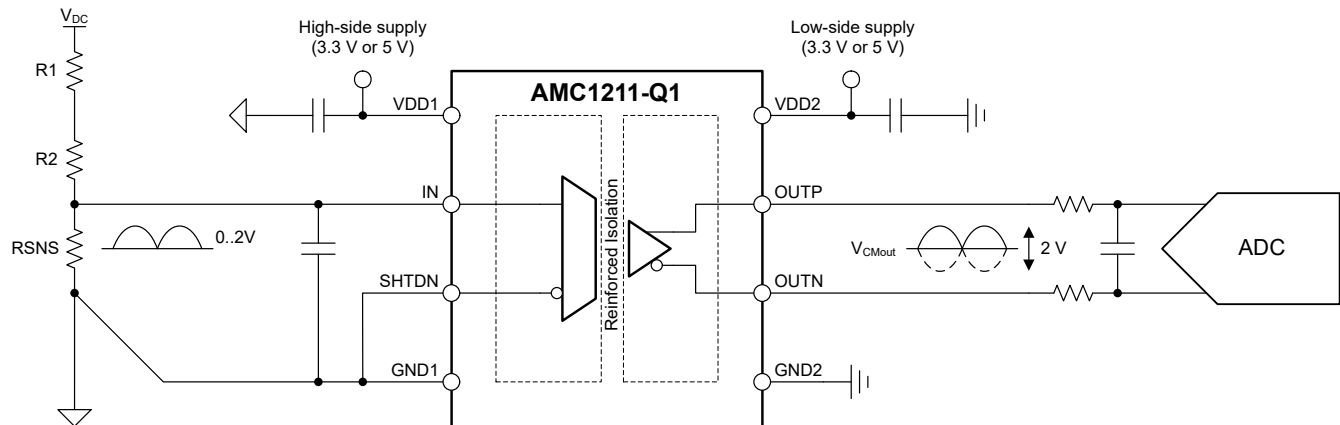 VDC
R1
R2
RSNS
0..2V
High-side supply
(3.3 V or 5 V)
Low-side supply
(3.3 V or 5 V)
AMC1211-Q1
VDD1
IN
SHTDN
GND1
Reinforced Isolation
VDD2
OUTP
OUTN
GND2
VCMout
2 V
ADC